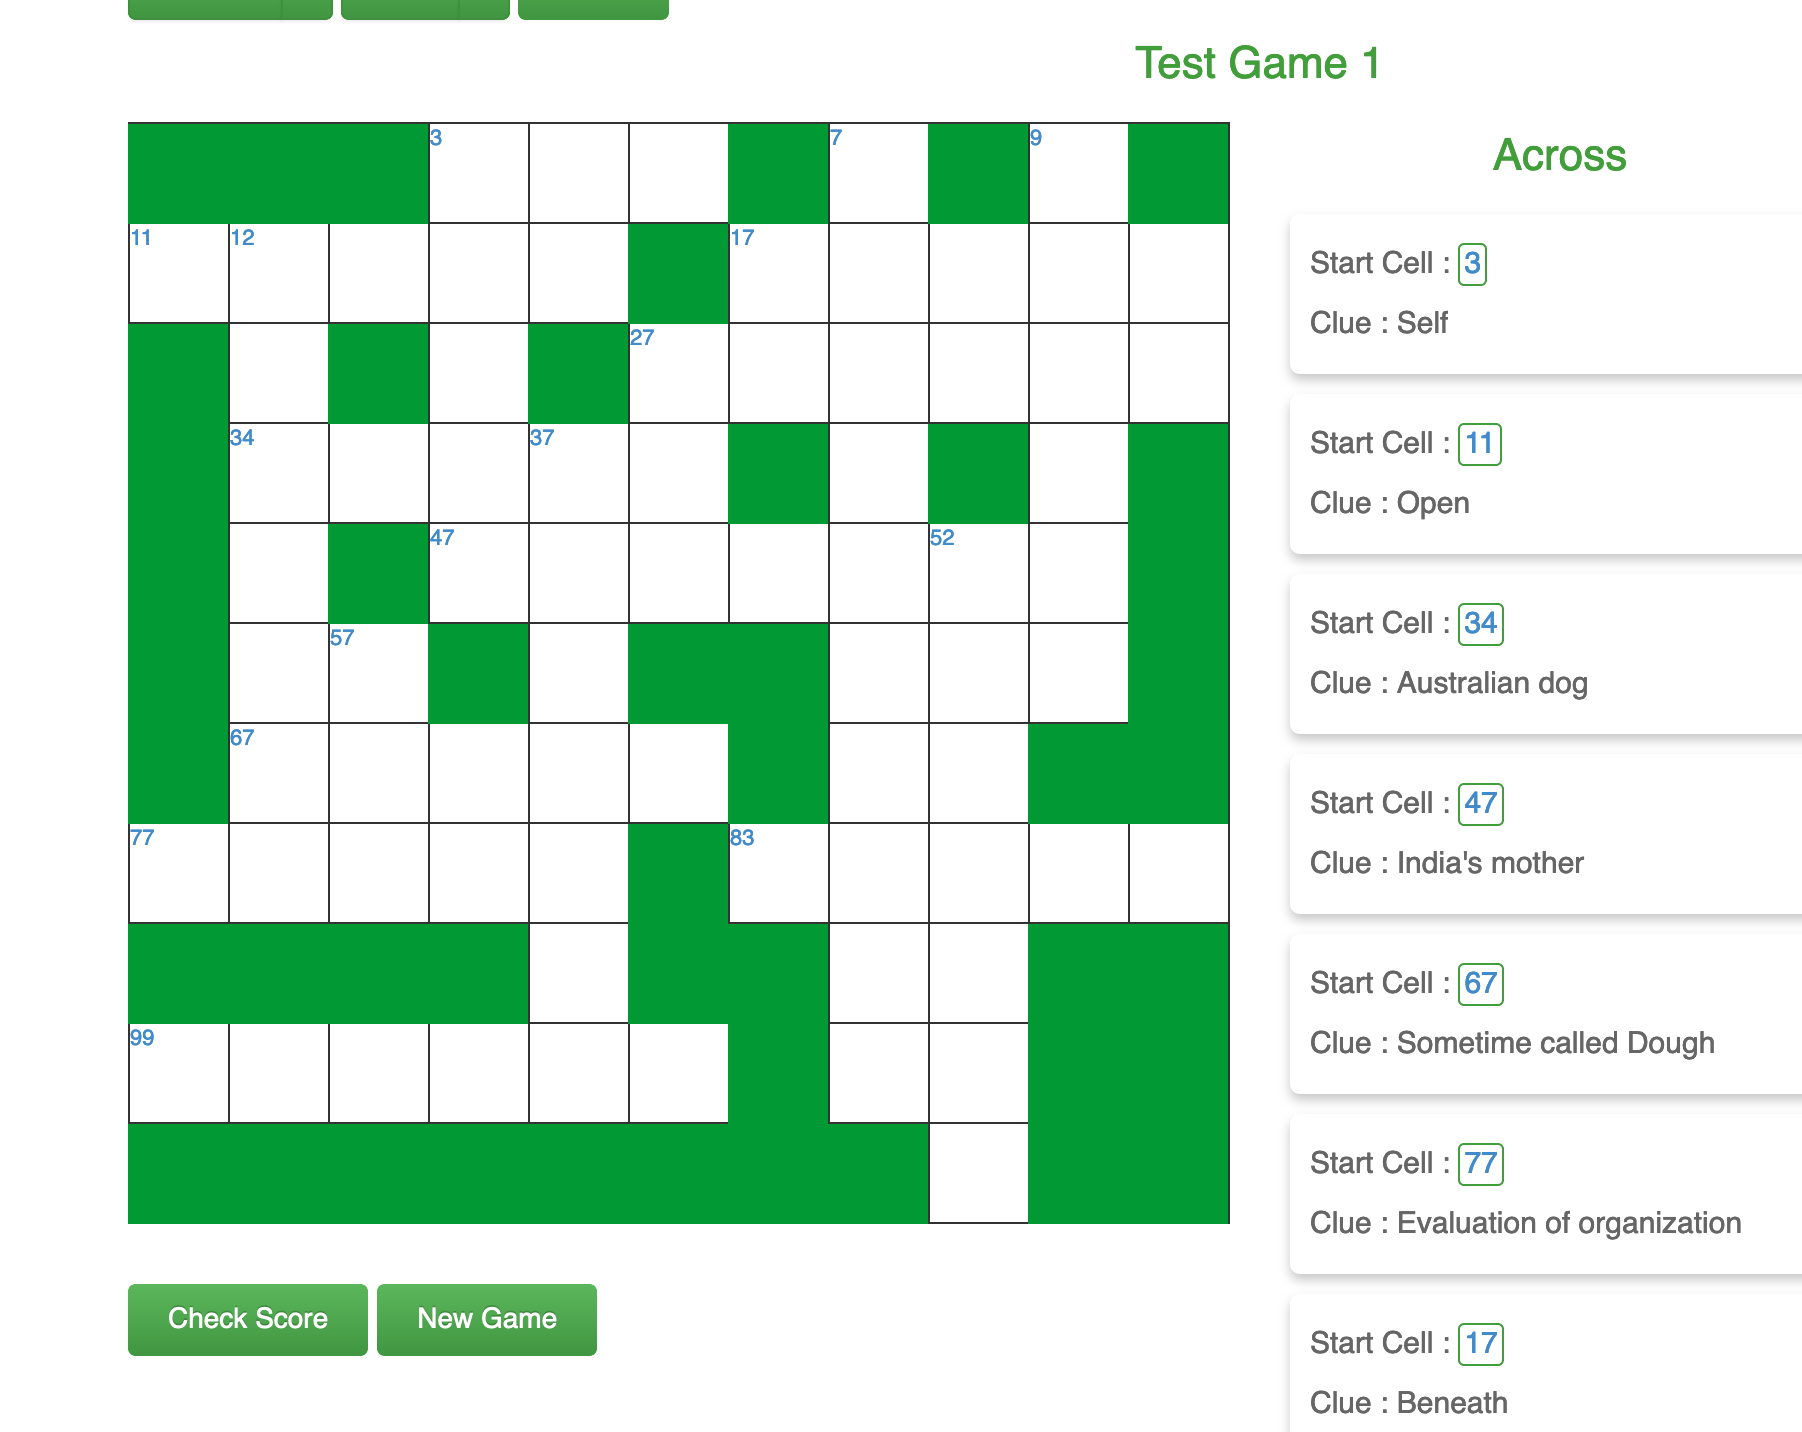 Test Game 1
3 7 9
11 12 17
27
34 37
47 52
57
67
77 83
99
Check Score
New Game
Across
Start Cell : 3
Clue : Self
Start Cell : 11
Clue : Open
Start Cell : 34
Clue : Australian dog
Start Cell : 47
Clue : India's mother
Start Cell : 67
Clue : Sometime called Dough
Start Cell : 77
Clue : Evaluation of organization
Start Cell : 17
Clue : Beneath